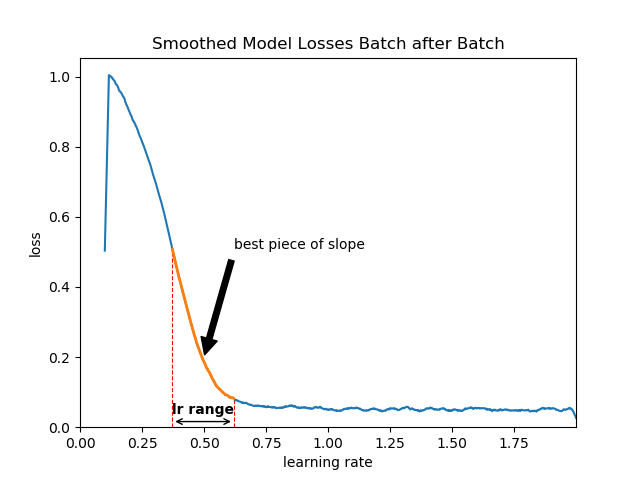 Smoothed Model Losses Batch after Batch
1.0
0.8
0.6
0.4
0.2
0.0
loss
best piece of slope
lr range
0.00 0.25 0.50 0.75 1.00 1.25 1.50 1.75
learning rate